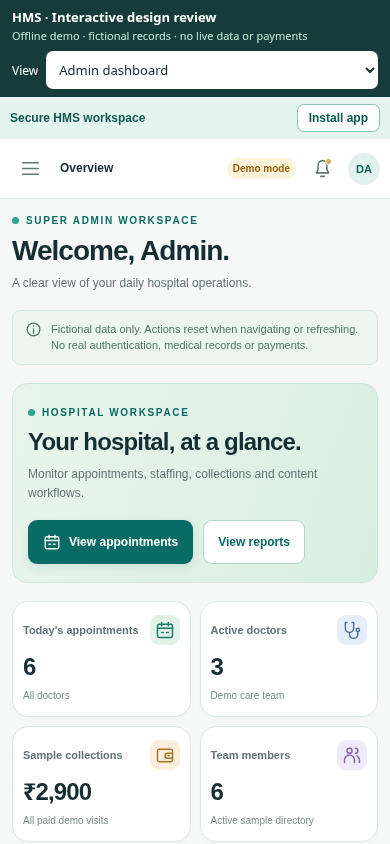 HMS · Interactive design review
Offline demo · fictional records · no live data or payments
View
Admin dashboard
Secure HMS workspace
Install app
Overview
Demo mode
DA
SUPER ADMIN WORKSPACE
Welcome, Admin.
A clear view of your daily hospital operations.
Fictional data only. Actions reset when navigating or refreshing.
No real authentication, medical records or payments.
HOSPITAL WORKSPACE
Your hospital, at a glance.
Monitor appointments, staffing, collections and content
workflows.
View appointments
View reports
Today's appointments
6
All doctors
Active doctors
3
Demo care team
Sample collections
₹2,900
All paid demo visits
Team members
6
Active sample directory